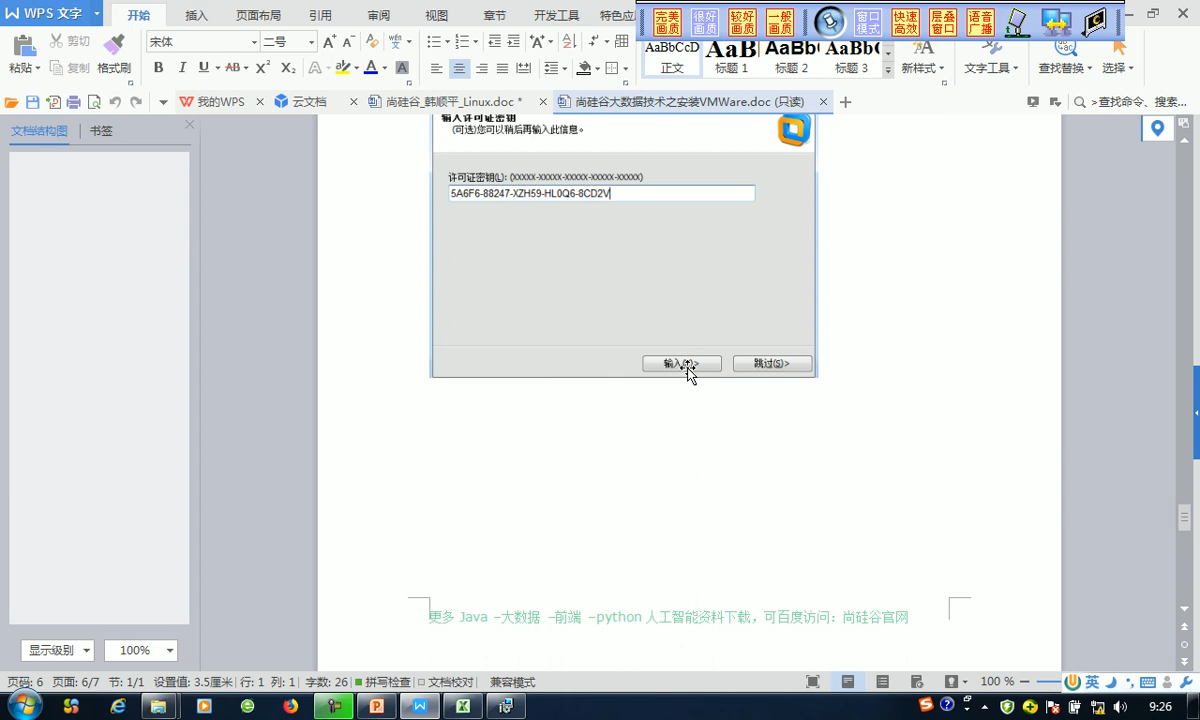 WPS 文字
开始 插入 页面布局 引用 审阅 视图 章节 开发工具 特色应
完美画质 很好画质 较好画质 一般画质 窗口模式 快速高效 层叠窗口 语音广播
粘贴 剪切 复制 格式刷
宋体 二号
AaBbCcD AaB AaBb( AaBb(
正文 标题 1 标题 2 标题 3 新样式 文字工具 查找替换 选择
我的WPS 云文档 尚硅谷_韩顺平_Linux.doc * 尚硅谷大数据技术之安装VMWare.doc (只读) >查找命令、搜索...
文档结构图 书签
输入许可证密钥
(可选)您可以稍后再输入此信息。
许可证密钥(L): (XXXXX-XXXXX-XXXXX-XXXXX-XXXXX)
5A6F6-88247-XZH59-HL0Q6-8CD2V
跳过(S)>
更多 Java –大数据 –前端 –python 人工智能资料下载，可百度访问：尚硅谷官网
显示级别 100%
页码: 6 页面: 6/7 节: 1/1 设置值: 3.5厘米 行: 1 列: 1 字数: 26 拼写检查 文档校对 兼容模式 100 %
英
9:26